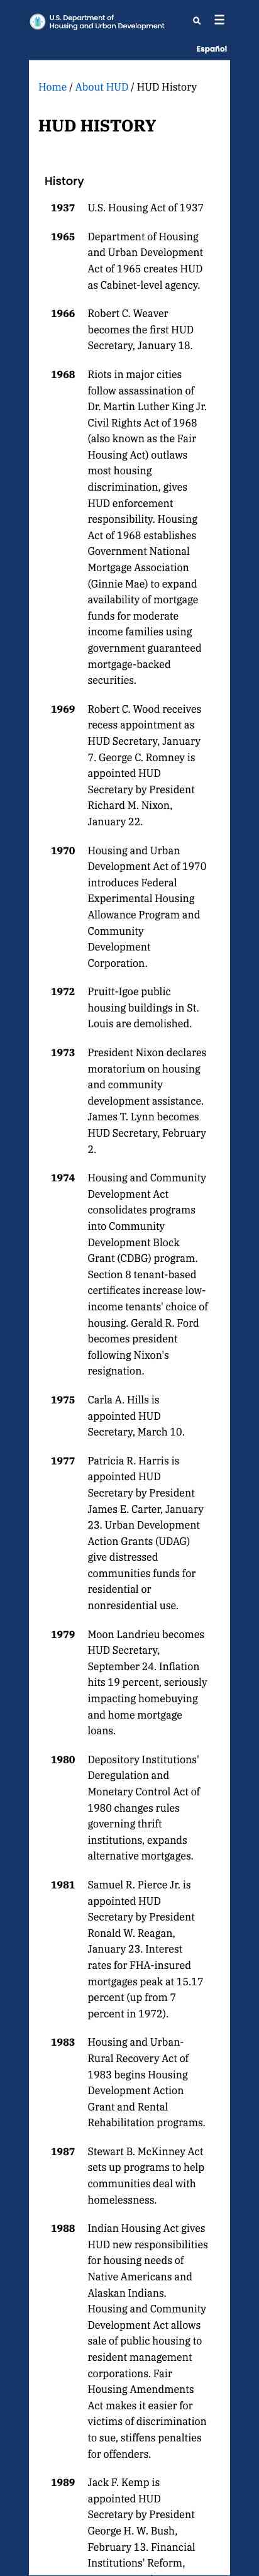 U.S. Department of
Housing and Urban Development
Español
Home / About HUD / HUD History
HUD HISTORY
History
1937 U.S. Housing Act of 1937
1965 Department of Housing
and Urban Development
Act of 1965 creates HUD
as Cabinet-level agency.
1966 Robert C. Weaver
becomes the first HUD
Secretary, January 18.
1968 Riots in major cities
follow assassination of
Dr. Martin Luther King Jr.
Civil Rights Act of 1968
(also known as the Fair
Housing Act) outlaws
most housing
discrimination, gives
HUD enforcement
responsibility. Housing
Act of 1968 establishes
Government National
Mortgage Association
(Ginnie Mae) to expand
availability of mortgage
funds for moderate
income families using
government guaranteed
mortgage-backed
securities.
1969 Robert C. Wood receives
recess appointment as
HUD Secretary, January
7. George C. Romney is
appointed HUD
Secretary by President
Richard M. Nixon,
January 22.
1970 Housing and Urban
Development Act of 1970
introduces Federal
Experimental Housing
Allowance Program and
Community
Development
Corporation.
1972 Pruitt-Igoe public
housing buildings in St.
Louis are demolished.
1973 President Nixon declares
moratorium on housing
and community
development assistance.
James T. Lynn becomes
HUD Secretary, February
2.
1974 Housing and Community
Development Act
consolidates programs
into Community
Development Block
Grant (CDBG) program.
Section 8 tenant-based
certificates increase low-
income tenants' choice of
housing. Gerald R. Ford
becomes president
following Nixon's
resignation.
1975 Carla A. Hills is
appointed HUD
Secretary, March 10.
1977 Patricia R. Harris is
appointed HUD
Secretary by President
James E. Carter, January
23. Urban Development
Action Grants (UDAG)
give distressed
communities funds for
residential or
nonresidential use.
1979 Moon Landrieu becomes
HUD Secretary,
September 24. Inflation
hits 19 percent, seriously
impacting homebuying
and home mortgage
loans.
1980 Depository Institutions'
Deregulation and
Monetary Control Act of
1980 changes rules
governing thrift
institutions, expands
alternative mortgages.
1981 Samuel R. Pierce Jr. is
appointed HUD
Secretary by President
Ronald W. Reagan,
January 23. Interest
rates for FHA-insured
mortgages peak at 15.17
percent (up from 7
percent in 1972).
1983 Housing and Urban-
Rural Recovery Act of
1983 begins Housing
Development Action
Grant and Rental
Rehabilitation programs.
1987 Stewart B. McKinney Act
sets up programs to help
communities deal with
homelessness.
1988 Indian Housing Act gives
HUD new responsibilities
for housing needs of
Native Americans and
Alaskan Indians.
Housing and Community
Development Act allows
sale of public housing to
resident management
corporations. Fair
Housing Amendments
Act makes it easier for
victims of discrimination
to sue, stiffens penalties
for offenders.
1989 Jack F. Kemp is
appointed HUD
Secretary by President
George H. W. Bush,
February 13. Financial
Institutions' Reform,